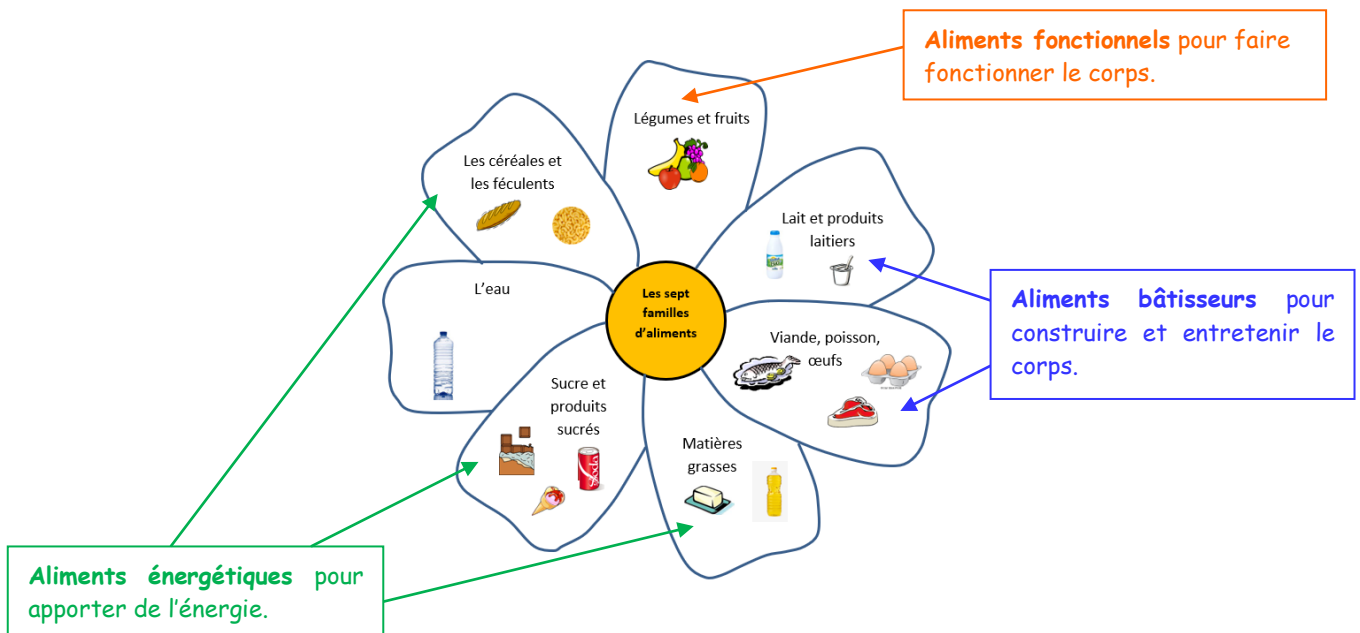 Aliments fonctionnels pour faire
fonctionner le corps.
Légumes et fruits
Les céréales et
les féculents
Lait et produits
laitiers
L’eau
Les sept
familles
d’aliments
Aliments bâtisseurs pour
construire et entretenir le
corps.
Viande, poisson,
œufs
Sucre et
produits
sucrés
Matières
grasses
Aliments énergétiques pour
apporter de l’énergie.